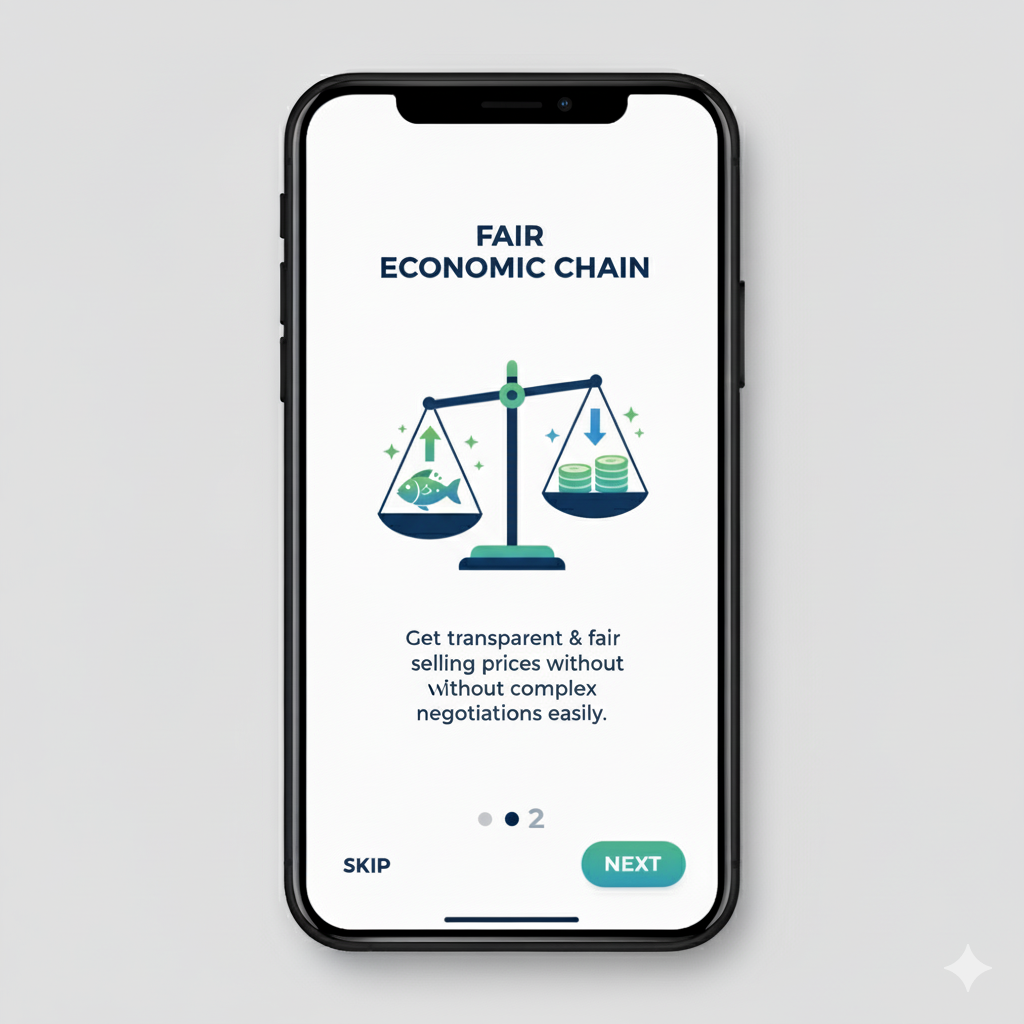 FAIR
ECONOMIC CHAIN
Get transparent & fair
selling prices without
without complex
negotiations easily.
2
SKIP
NEXT